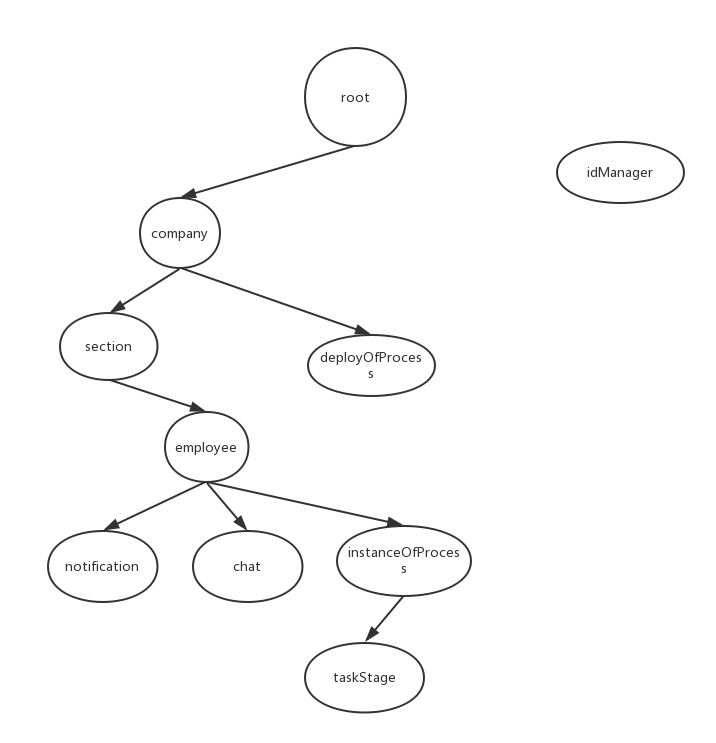 root
idManager
company
section
deployOfProces
s
employee
notification
chat
instanceOfProces
s
taskStage